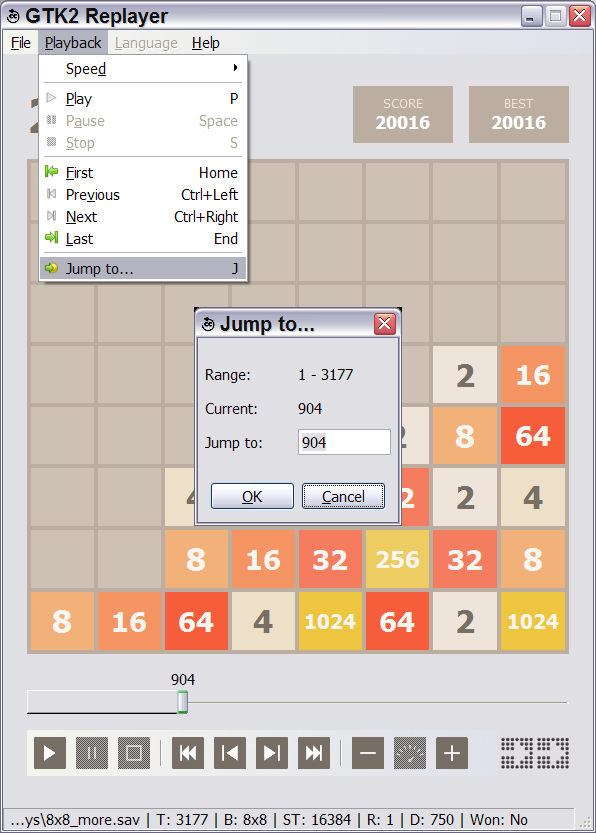 GTK2 Replayer
File Playback Language Help
Speed
Play P
Pause Space
Stop S
First Home
Previous Ctrl+Left
Next Ctrl+Right
Last End
Jump to... J
SCORE BEST
20016 20016
Jump to...
Range: 1 - 3177
Current: 904
Jump to: 904
OK Cancel
2 16
2 8 64
4 2 2 4
8 16 32 256 32 8
8 16 64 4 1024 64 2 1024
904
...ys\8x8_more.sav | T: 3177 | B: 8x8 | ST: 16384 | R: 1 | D: 750 | Won: No